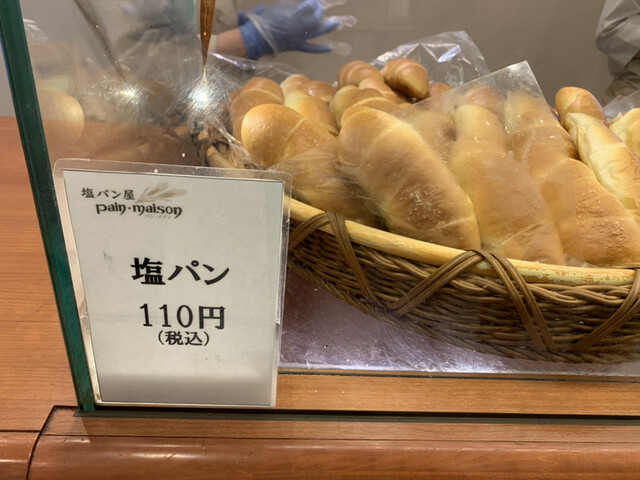 塩パン屋
pain·maison
塩パン
110円
(税込)